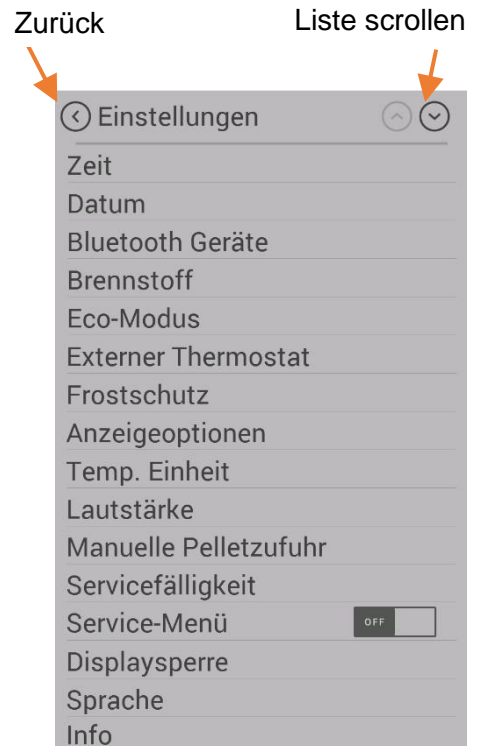 Zurück
Liste scrollen
Einstellungen
Zeit
Datum
Bluetooth Geräte
Brennstoff
Eco-Modus
Externer Thermostat
Frostschutz
Anzeigeoptionen
Temp. Einheit
Lautstärke
Manuelle Pelletzufuhr
Servicefälligkeit
Service-Menü OFF
Displaysperre
Sprache
Info